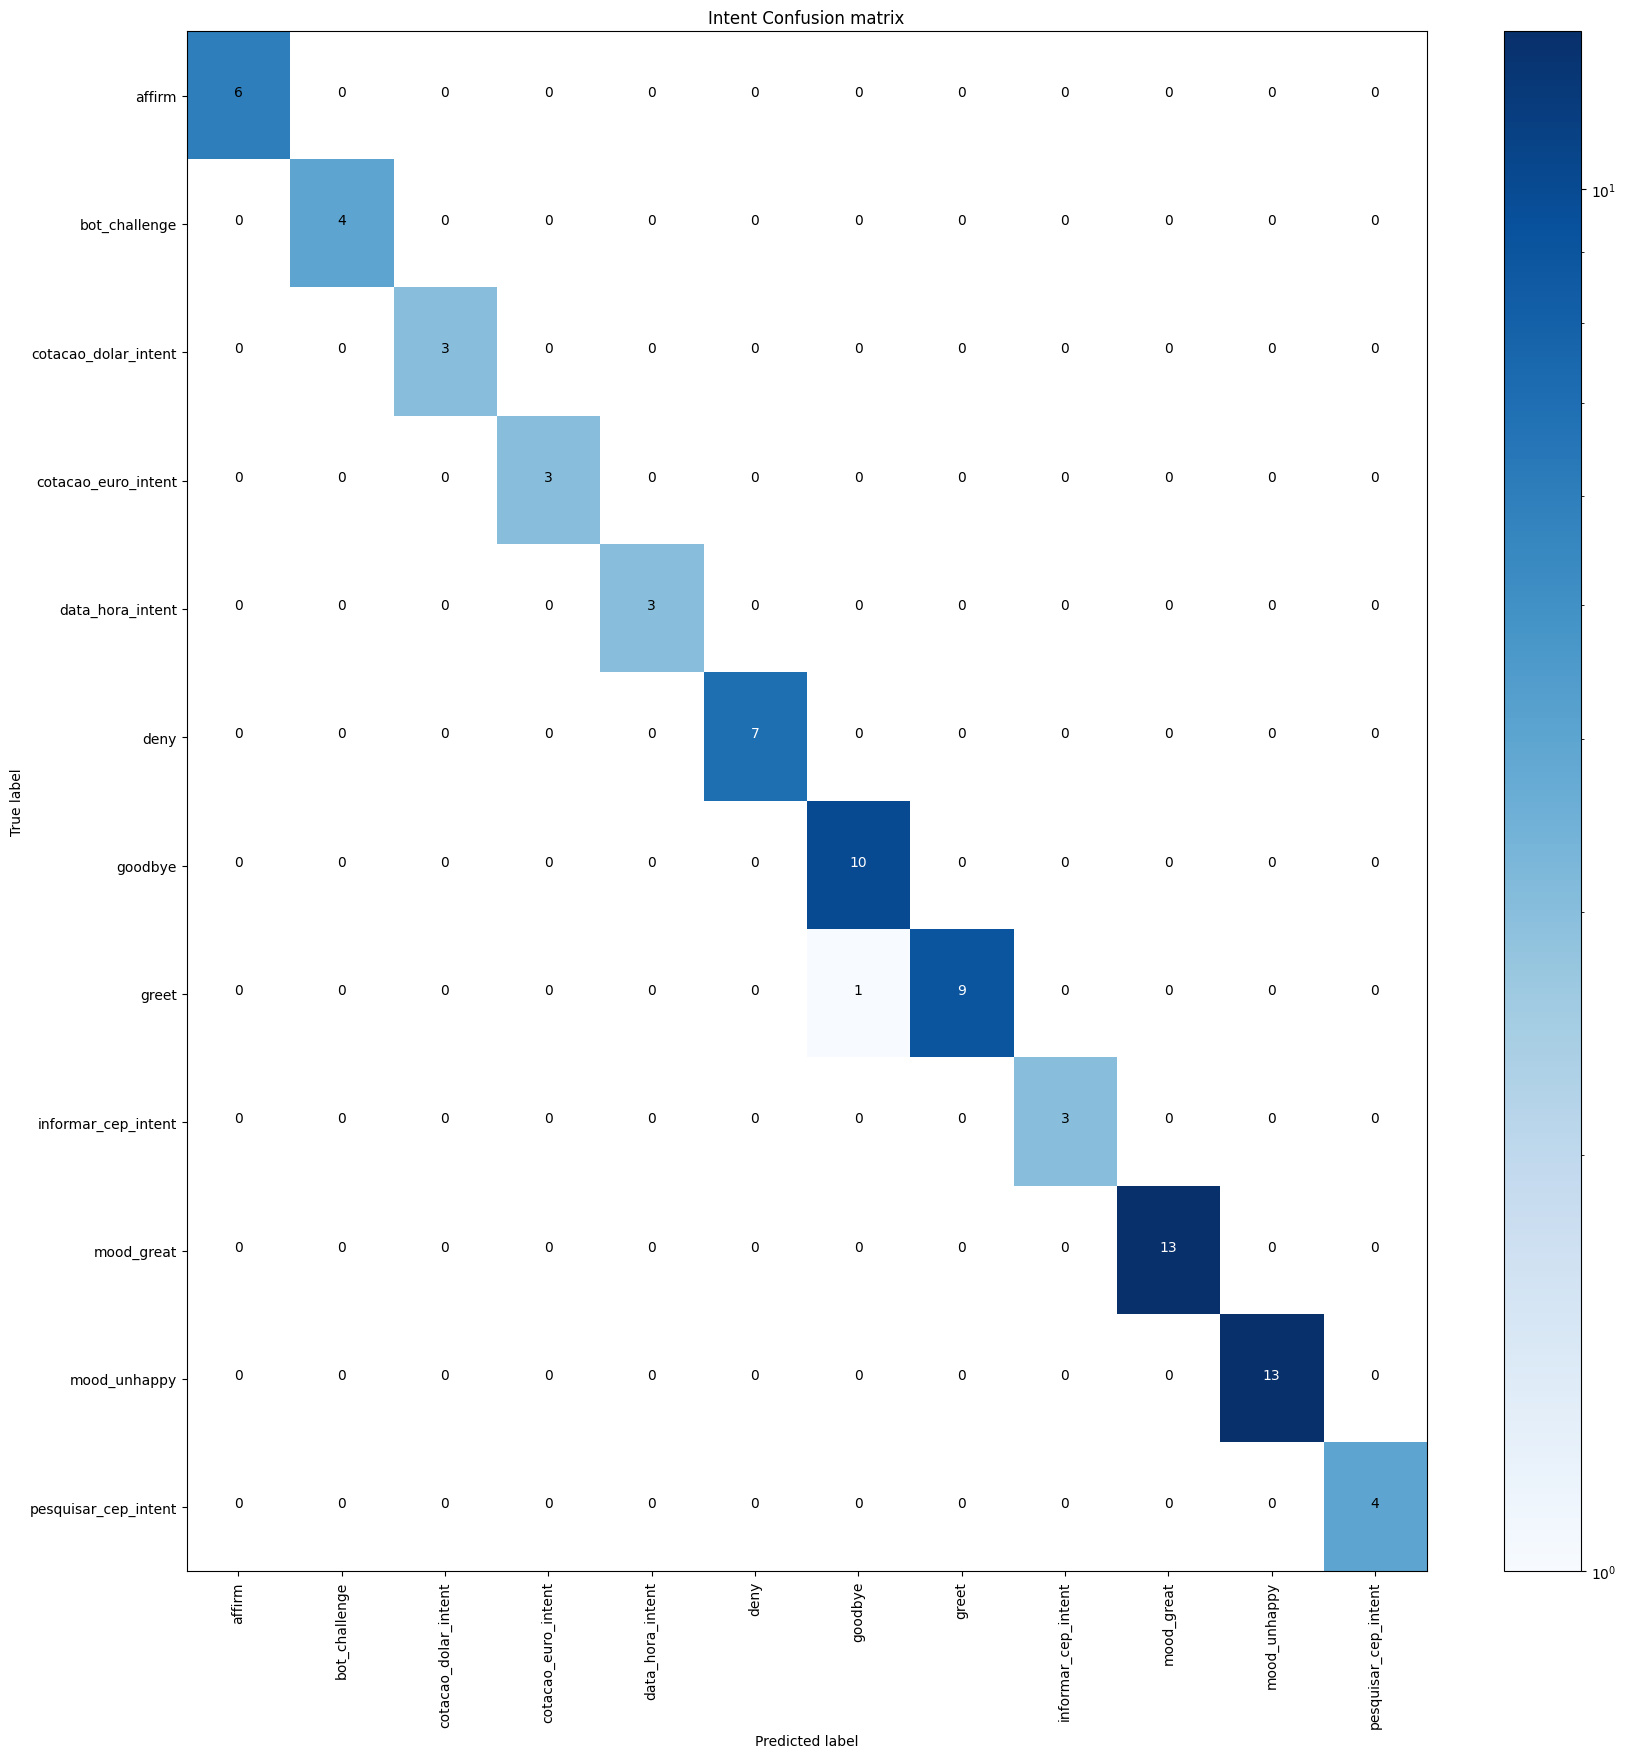 Intent Confusion matrix
affirm 6 0 0 0 0 0 0 0 0 0 0 0
bot_challenge 0 4 0 0 0 0 0 0 0 0 0 0
cotacao_dolar_intent 0 0 3 0 0 0 0 0 0 0 0 0
cotacao_euro_intent 0 0 0 3 0 0 0 0 0 0 0 0
data_hora_intent 0 0 0 0 3 0 0 0 0 0 0 0
deny 0 0 0 0 0 7 0 0 0 0 0 0
goodbye 0 0 0 0 0 0 10 0 0 0 0 0
greet 0 0 0 0 0 0 1 9 0 0 0 0
informar_cep_intent 0 0 0 0 0 0 0 0 3 0 0 0
mood_great 0 0 0 0 0 0 0 0 0 13 0 0
mood_unhappy 0 0 0 0 0 0 0 0 0 0 13 0
pesquisar_cep_intent 0 0 0 0 0 0 0 0 0 0 0 4
True label
affirm
bot_challenge
cotacao_dolar_intent
cotacao_euro_intent
data_hora_intent
deny
goodbye
greet
informar_cep_intent
mood_great
mood_unhappy
pesquisar_cep_intent
Predicted label
10¹
10⁰